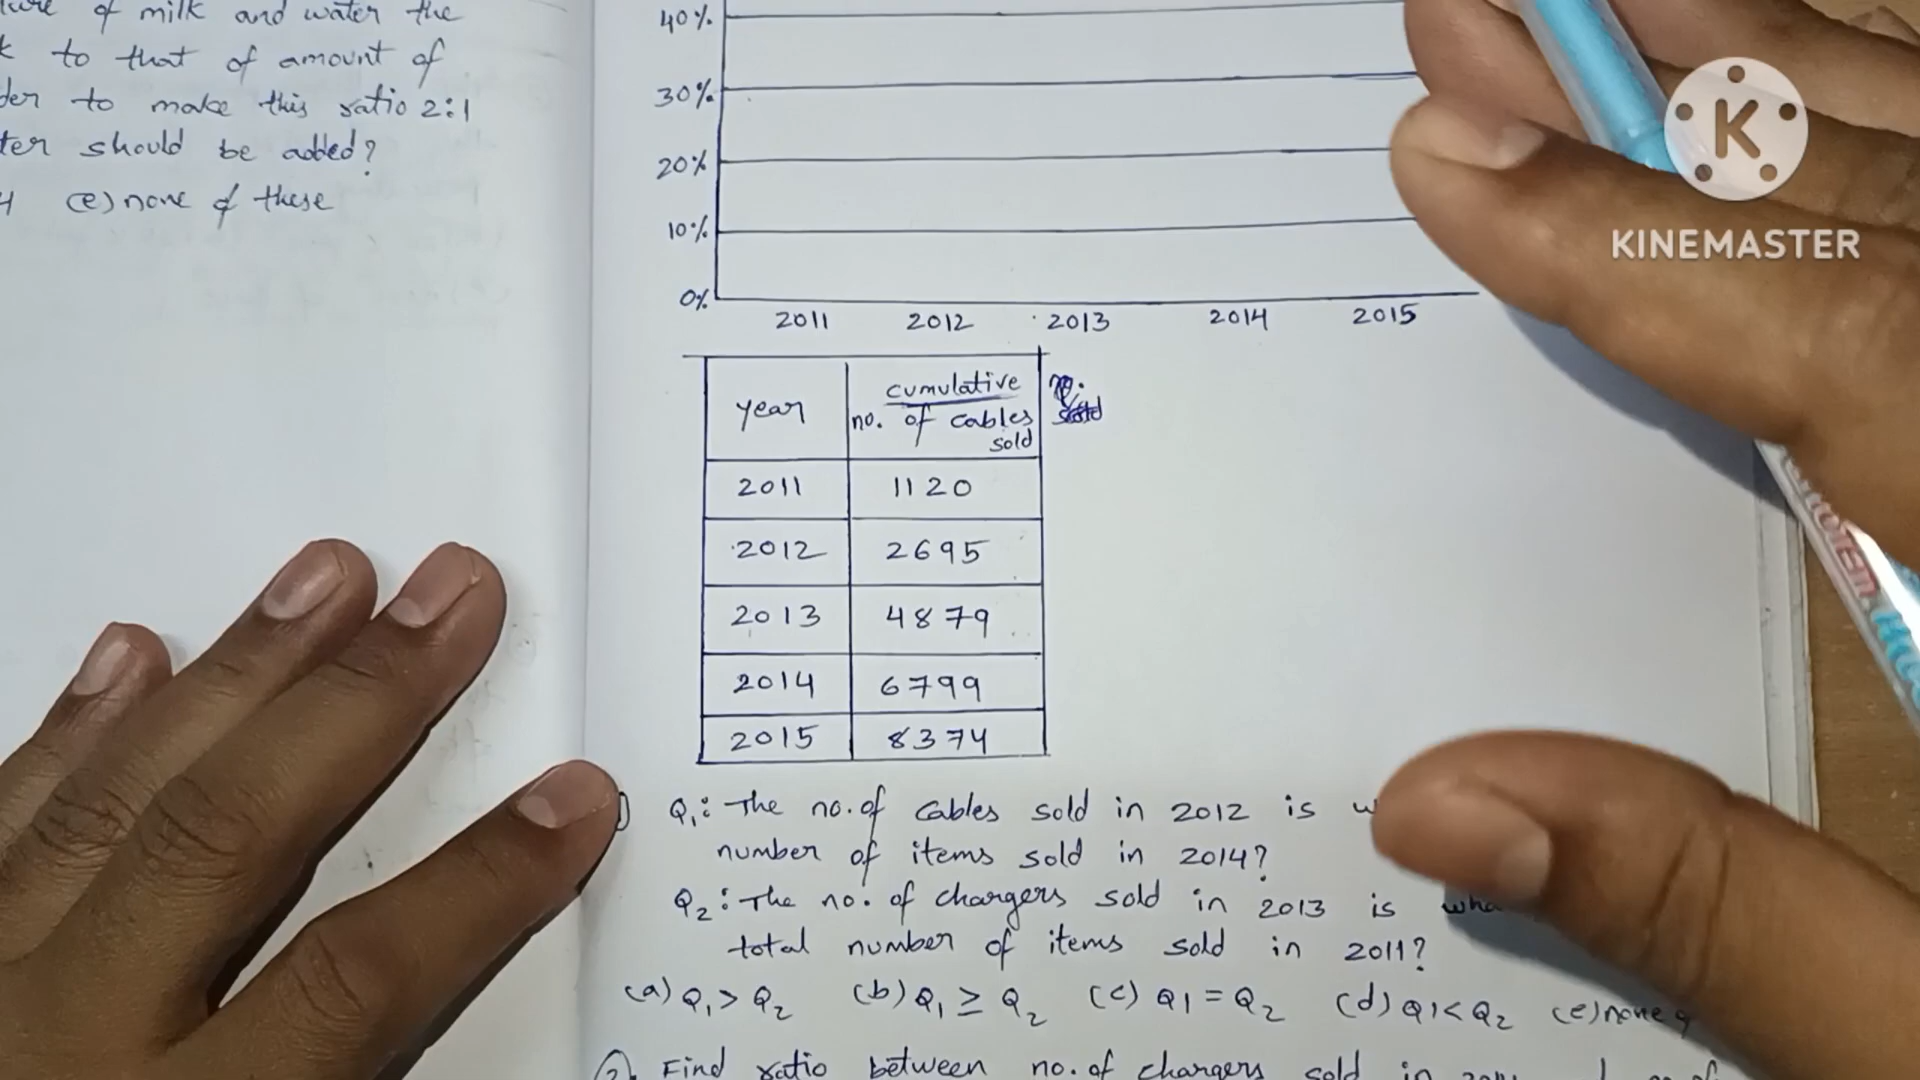 of milk and water the
to that of amount of
to make this ratio 2:1
should be added?
(e) none of these
40%
30%
20%
10%
0%
2011 2012 2013 2014 2015
year cumulative no. of cables sold
2011 1120
2012 2695
2013 4879
2014 6799
2015 8374
Q1: The no. of cables sold in 2012 is
number of items sold in 2014?
Q2: The no. of chargers sold in 2013 is
total number of items sold in 2011?
(a) Q1 > Q2 (b) Q1 ≥ Q2 (c) Q1 = Q2 (d) Q1 < Q2 (e) none
Find ratio between no. of chargers sold in
K
KINEMASTER